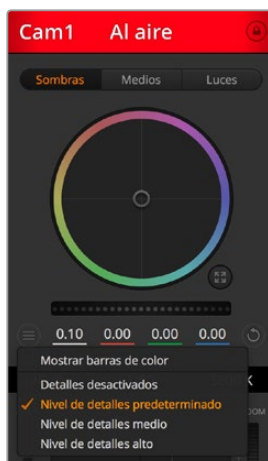 Cam1 Al aire
Sombras Medios Luces
0.10 0.00 0.00 0.00
Mostrar barras de color
Detalles desactivados
Nivel de detalles predeterminado
Nivel de detalles medio
Nivel de detalles alto